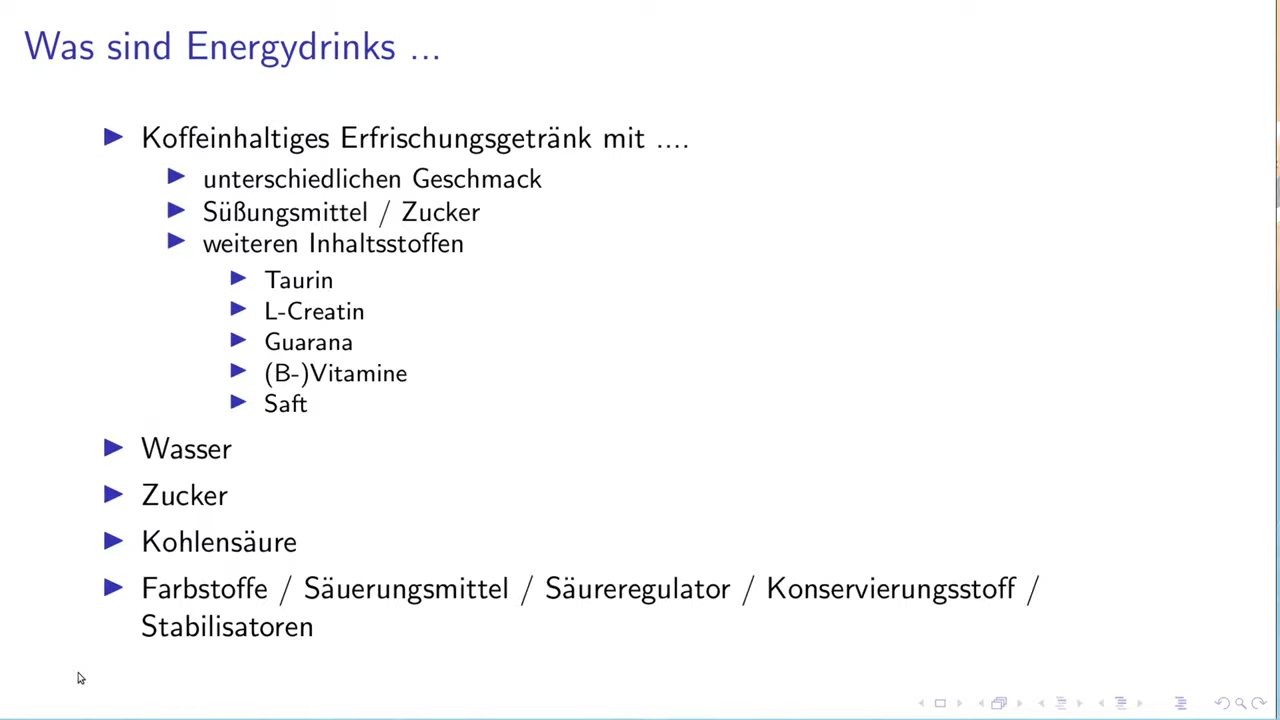 Was sind Energydrinks ...
Koffeinhaltiges Erfrischungsgetränk mit ....
unterschiedlichen Geschmack
Süßungsmittel / Zucker
weiteren Inhaltsstoffen
Taurin
L-Creatin
Guarana
(B-)Vitamine
Saft
Wasser
Zucker
Kohlensäure
Farbstoffe / Säuerungsmittel / Säureregulator / Konservierungsstoff /
Stabilisatoren